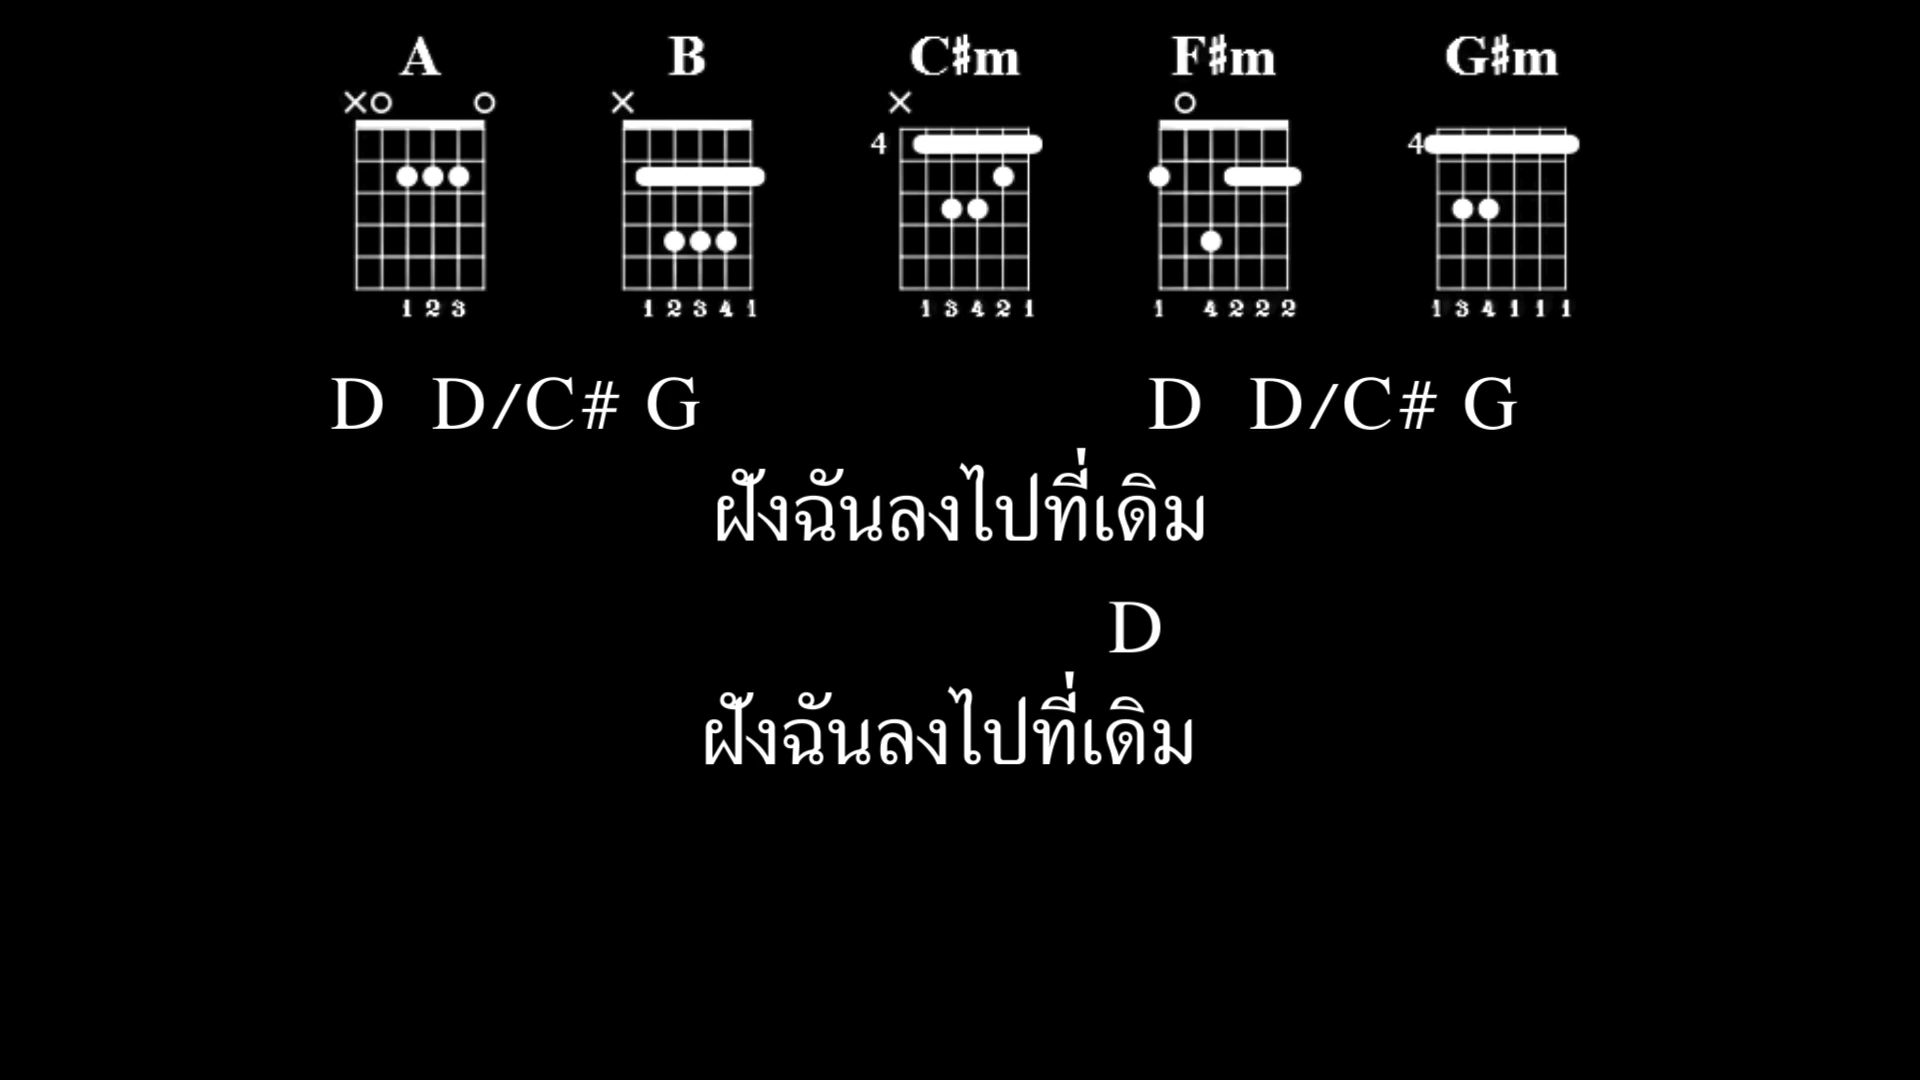 A B C#m F#m G#m
×○ ○ × × ○
4 4
1 2 3 1 2 3 4 1 1 3 4 2 1 1 4 2 2 2 1 3 4 1 1 1
D D/C# G D D/C# G
ฝังฉันลงไปที่เดิม
D
ฝังฉันลงไปที่เดิม